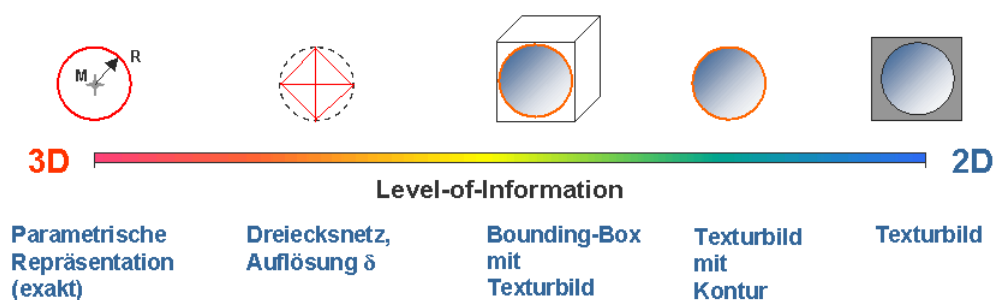 M
R
3D
2D
Level-of-Information
Parametrische
Repräsentation
(exakt)
Dreiecksnetz,
Auflösung δ
Bounding-Box
mit
Texturbild
Texturbild
mit
Kontur
Texturbild